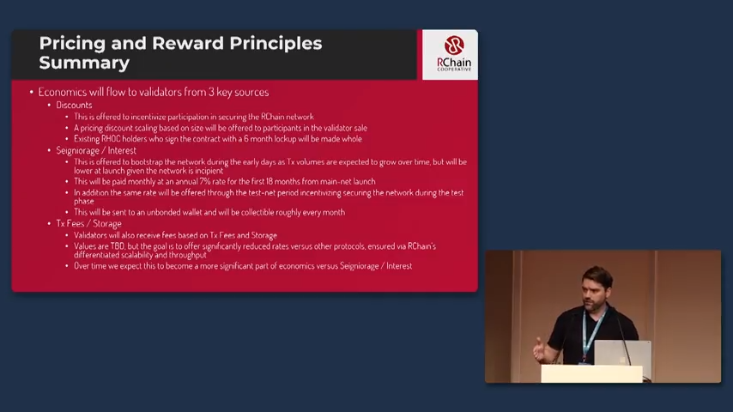 Pricing and Reward Principles
Summary
RChain
COOPERATIVE
• Economics will flow to validators from 3 key sources
• Discounts
• This is offered to incentivize participation in securing the RChain network
• A pricing discount scaling based on size will be offered to participants in the validator sale
• Existing RHOC holders who sign the contract with a 6 month lockup will be made whole
• Seigniorage / Interest
• This is offered to bootstrap the network during the early days as Tx volumes are expected to grow over time, but will be
lower at launch given the network is incipient
• This will be paid monthly at an annual 7% rate for the first 18 months from main-net launch
• In addition the same rate will be offered through the test-net period incentivizing securing the network during the test
phase
• This will be sent to an unbonded wallet and will be collectible roughly every month
• Tx Fees / Storage
• Validators will also receive fees based on Tx Fees and Storage
• Values are TBD, but the goal is to offer significantly reduced rates versus other protocols, ensured via RChain's
differentiated scalability and throughput
• Over time we expect this to become a more significant part of economics versus Seigniorage / Interest